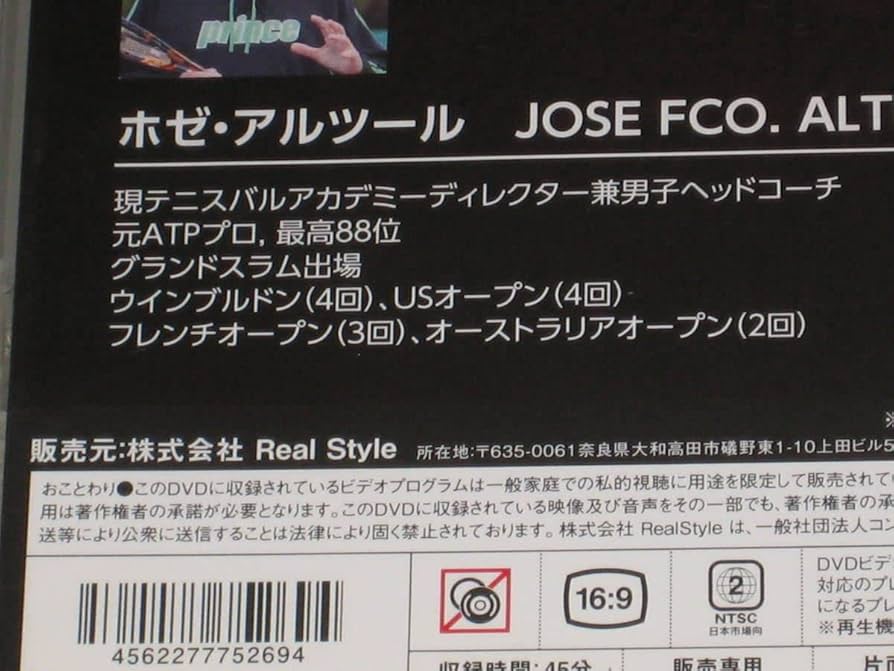 prince
ホゼ・アルツール JOSE FCO. ALT
現テニスバルアカデミーディレクター兼男子ヘッドコーチ
元ATPプロ, 最高88位
グランドスラム出場
ウインブルドン(4回)、USオープン(4回)
フレンチオープン(3回)、オーストラリアオープン(2回)
販売元:株式会社 Real Style 所在地:〒635-0061奈良県大和高田市礒野東1-10上田ビル5
おことわり●このDVDに収録されているビデオプログラムは一般家庭での私的視聴に用途を限定して販売されてい
用は著作権者の承諾が必要となります。このDVDに収録されている映像及び音声をその一部でも、著作権者の承
送等により公衆に送信することは法律により固く禁止されております。株式会社 RealStyle は、一般社団法人コン
16:9
2
NTSC
日本市場向
DVDビデ
対応のプレ
になるプレ
※再生機
4562277752694
収録時間:45分
販売専用
片面